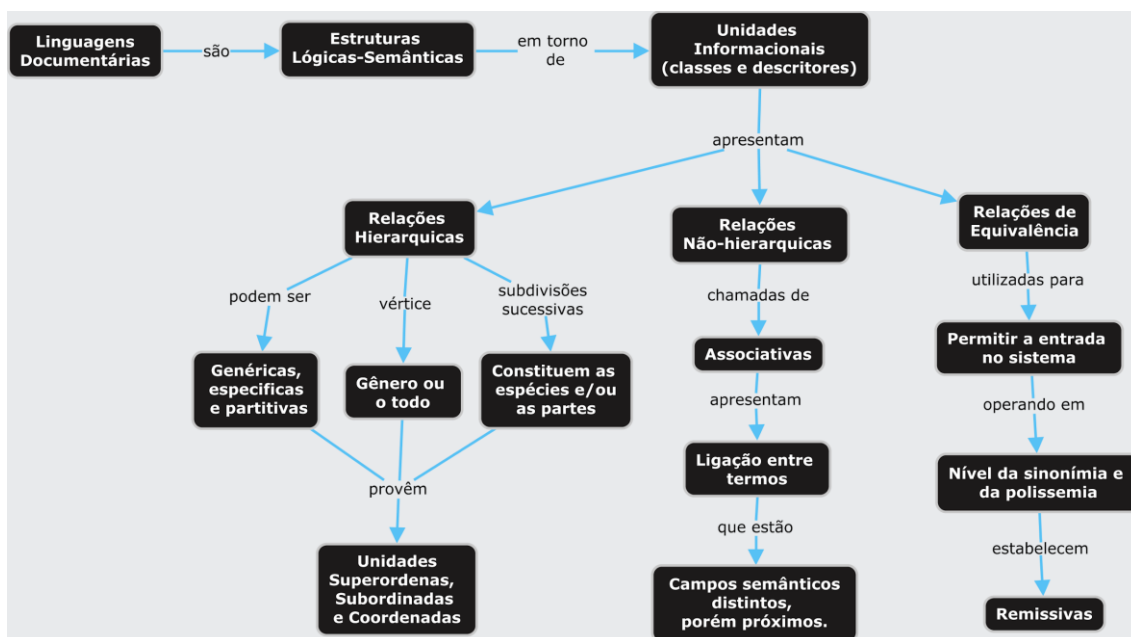 Linguagens
Documentárias
são
Estruturas
Lógicas-Semânticas
em torno
de
Unidades
Informacionais
(classes e descritores)
apresentam
Relações
Hierarquicas
Relações
Não-hierarquicas
Relações de
Equivalência
podem ser
vértice
subdivisões
sucessivas
chamadas de
utilizadas para
Genéricas,
especificas
e partitivas
Gênero ou
o todo
Constituem as
espécies e/ou
as partes
Associativas
Permitir a entrada
no sistema
apresentam
operando em
provêm
Ligação entre
termos
Nível da sinonímia e
da polissemia
que estão
estabelecem
Unidades
Superordenas,
Subordinadas
e Coordenadas
Campos semânticos
distintos,
porém próximos.
Remissivas